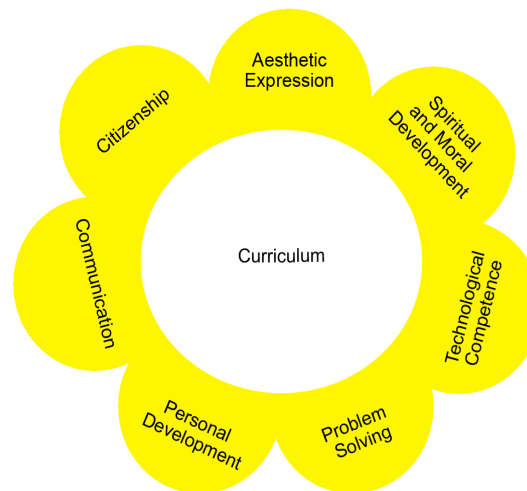 Aesthetic
Expression
Spiritual
and Moral
Development
Technological
Competence
Problem
Solving
Personal
Development
Communication
Citizenship
Curriculum